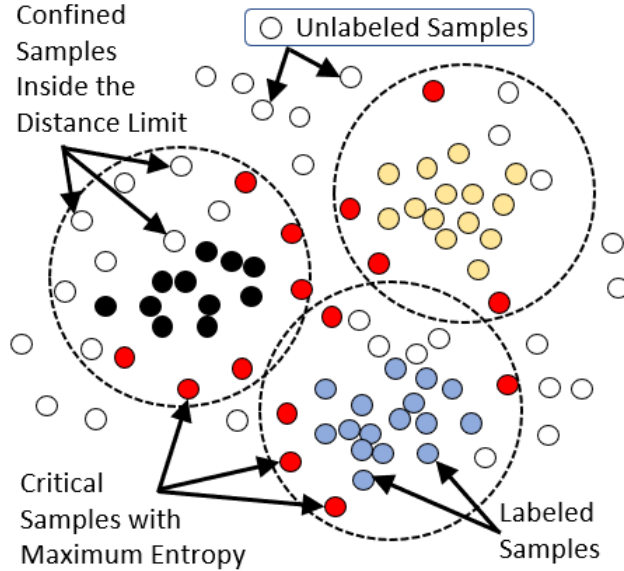 Confined
Samples
Inside the
Distance Limit
Unlabeled Samples
Critical
Samples with
Maximum Entropy
Labeled
Samples